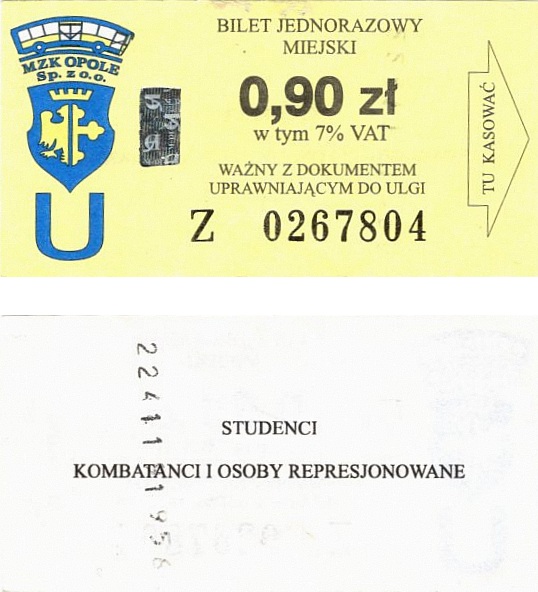 MZK OPOLE
Sp. z o.o.
U
BILET JEDNORAZOWY
MIEJSKI
0,90 zł
w tym 7% VAT
WAŻNY Z DOKUMENTEM
UPRAWNIAJĄCYM DO ULGI
Z 0267804
TU KASOWAĆ
STUDENCI
KOMBATANCI I OSOBY REPRESJONOWANE